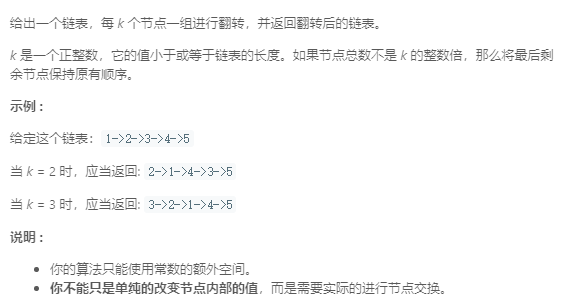 给出一个链表，每 k 个节点一组进行翻转，并返回翻转后的链表。
k 是一个正整数，它的值小于或等于链表的长度。如果节点总数不是 k 的整数倍，那么将最后剩
余节点保持原有顺序。
示例 :
给定这个链表：1->2->3->4->5
当 k = 2 时，应当返回: 2->1->4->3->5
当 k = 3 时，应当返回: 3->2->1->4->5
说明 :
• 你的算法只能使用常数的额外空间。
• 你不能只是单纯的改变节点内部的值，而是需要实际的进行节点交换。